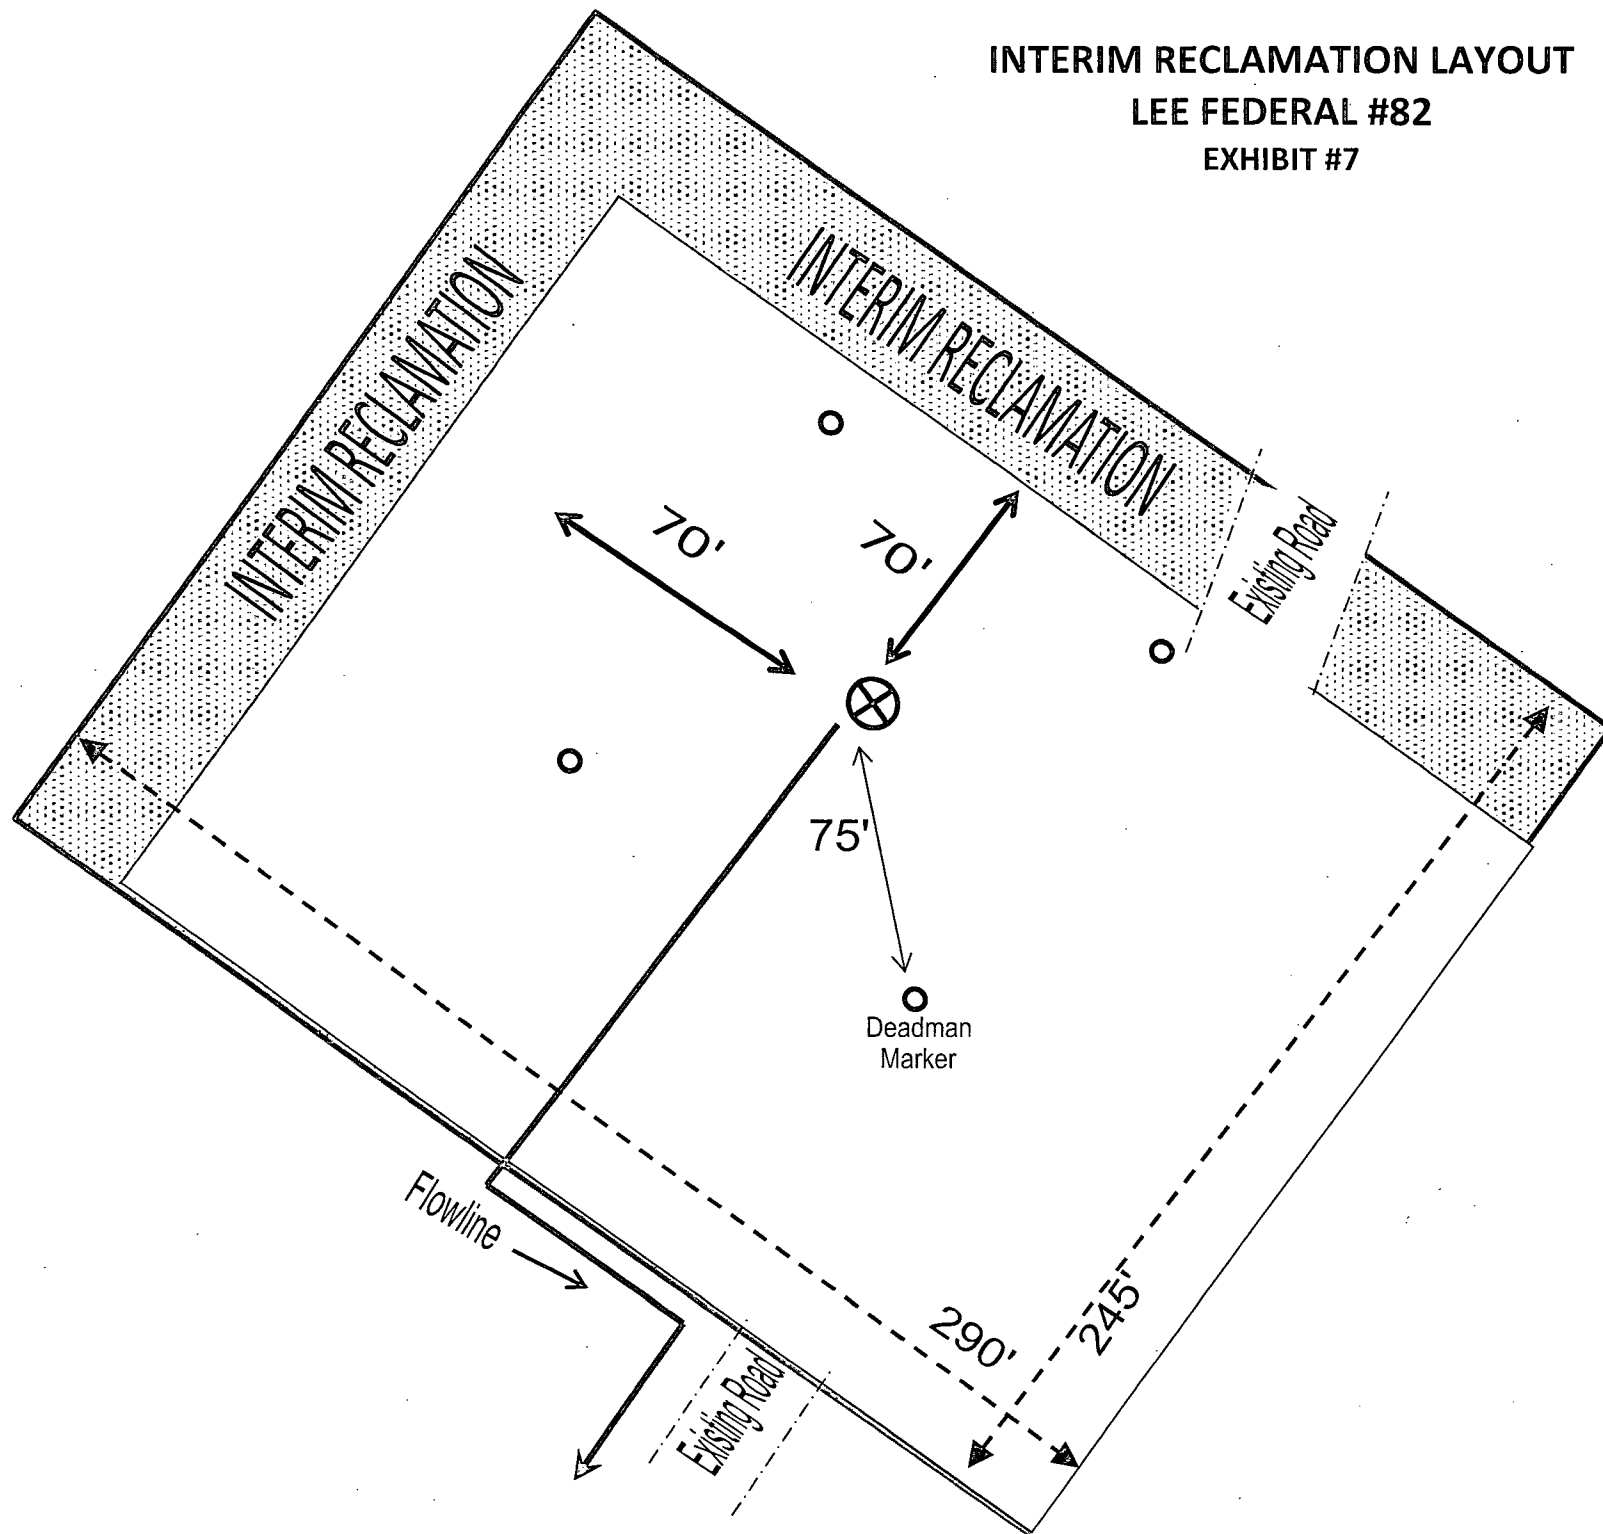 INTERIM RECLAMATION LAYOUT
LEE FEDERAL #82
EXHIBIT #7
INTERIM RECLAMATION
INTERIM RECLAMATION
70'
70'
Existing Road
75'
Deadman
Marker
Flowline
290'
245'
Existing Road